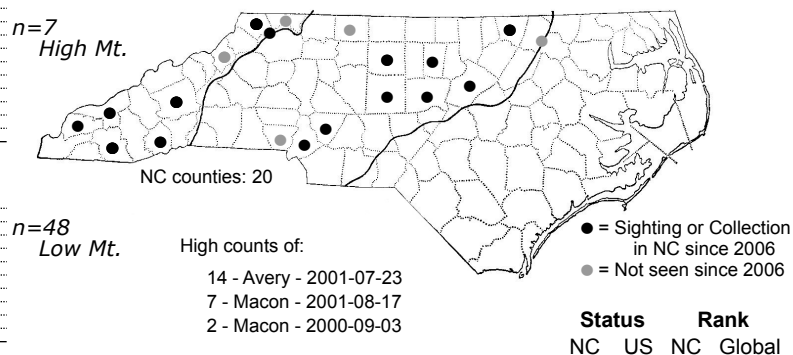 n=7
High Mt.
NC counties: 20
n=48
Low Mt.
High counts of:
14 - Avery - 2001-07-23
7 - Macon - 2001-08-17
2 - Macon - 2000-09-03
= Sighting or Collection
in NC since 2006
= Not seen since 2006
Status Rank
NC US NC Global